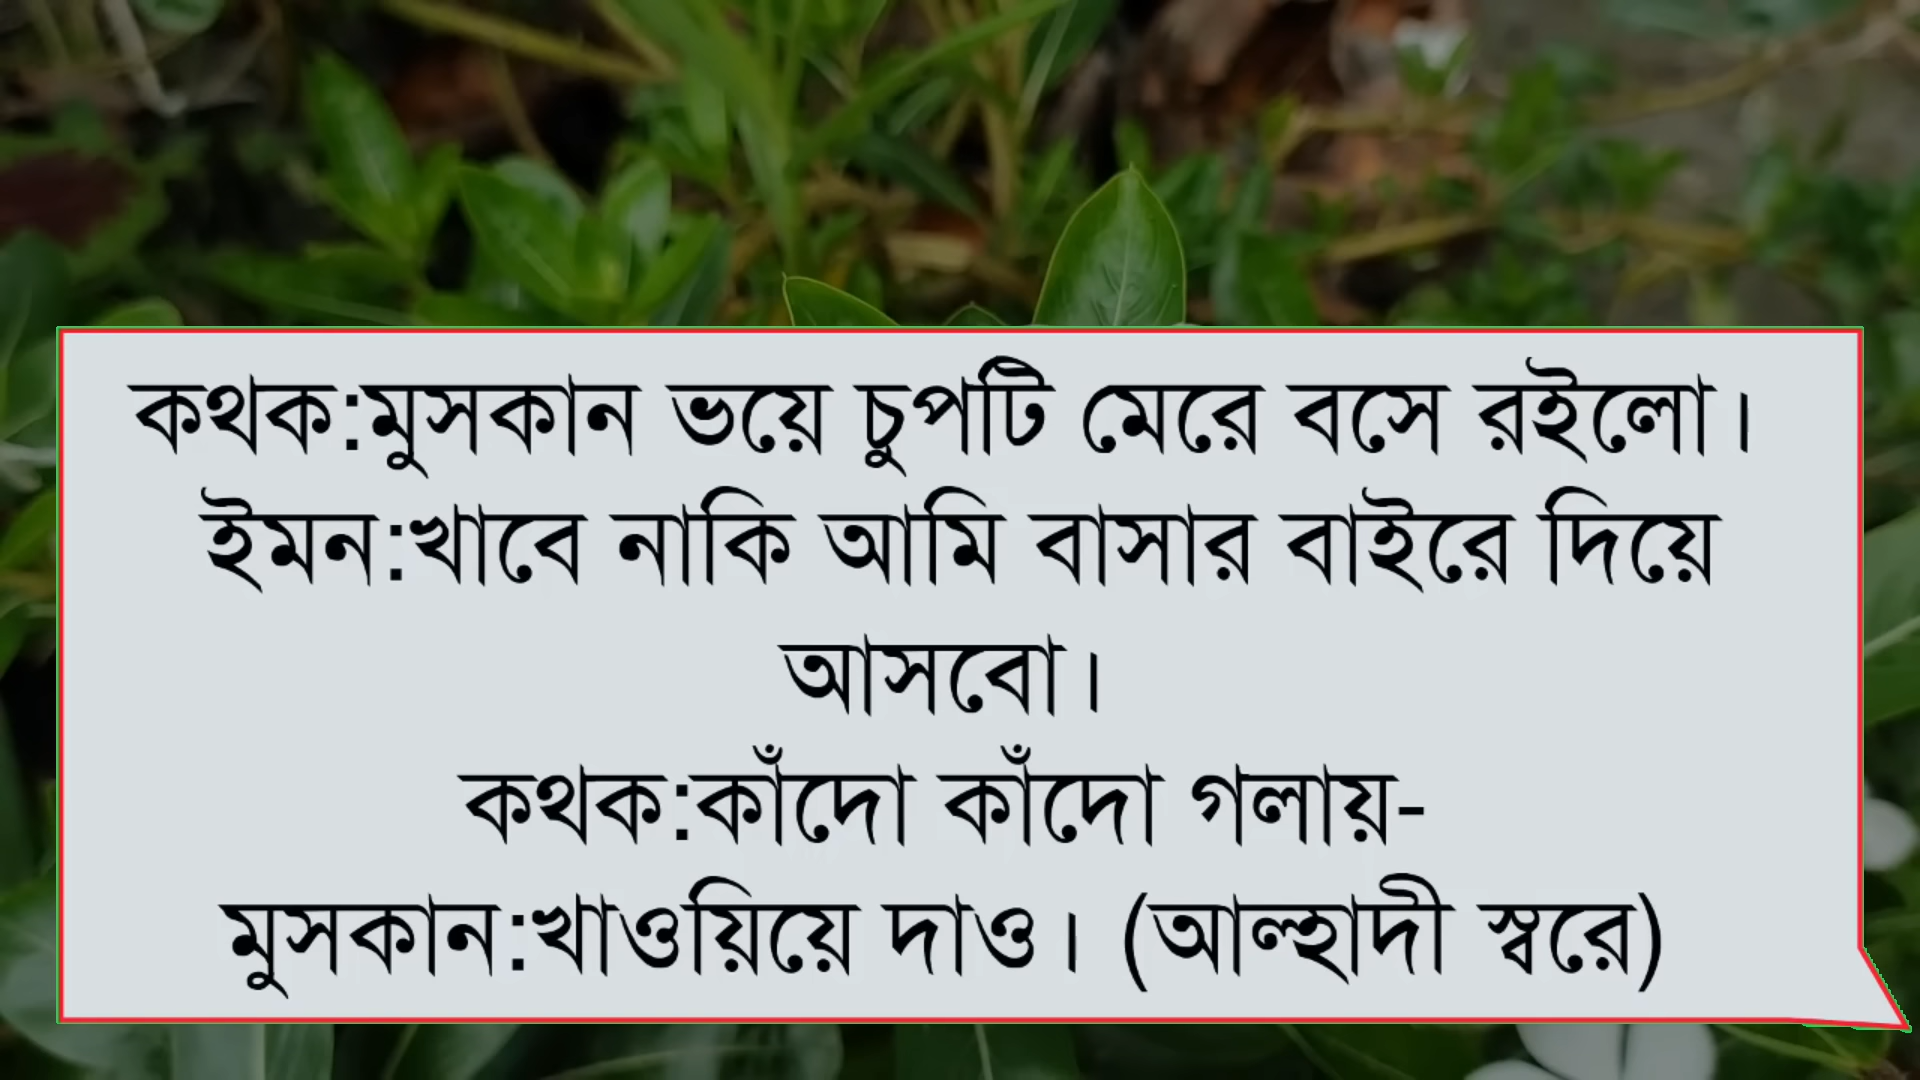 কথক:মুসকান ভয়ে চুপটি মেরে বসে রইলো।
ইমন:খাবে নাকি আমি বাসার বাইরে দিয়ে
আসবো।
কথক:কাঁদো কাঁদো গলায়-
মুসকান:খাওয়িয়ে দাও। (আল্হাদী স্বরে)